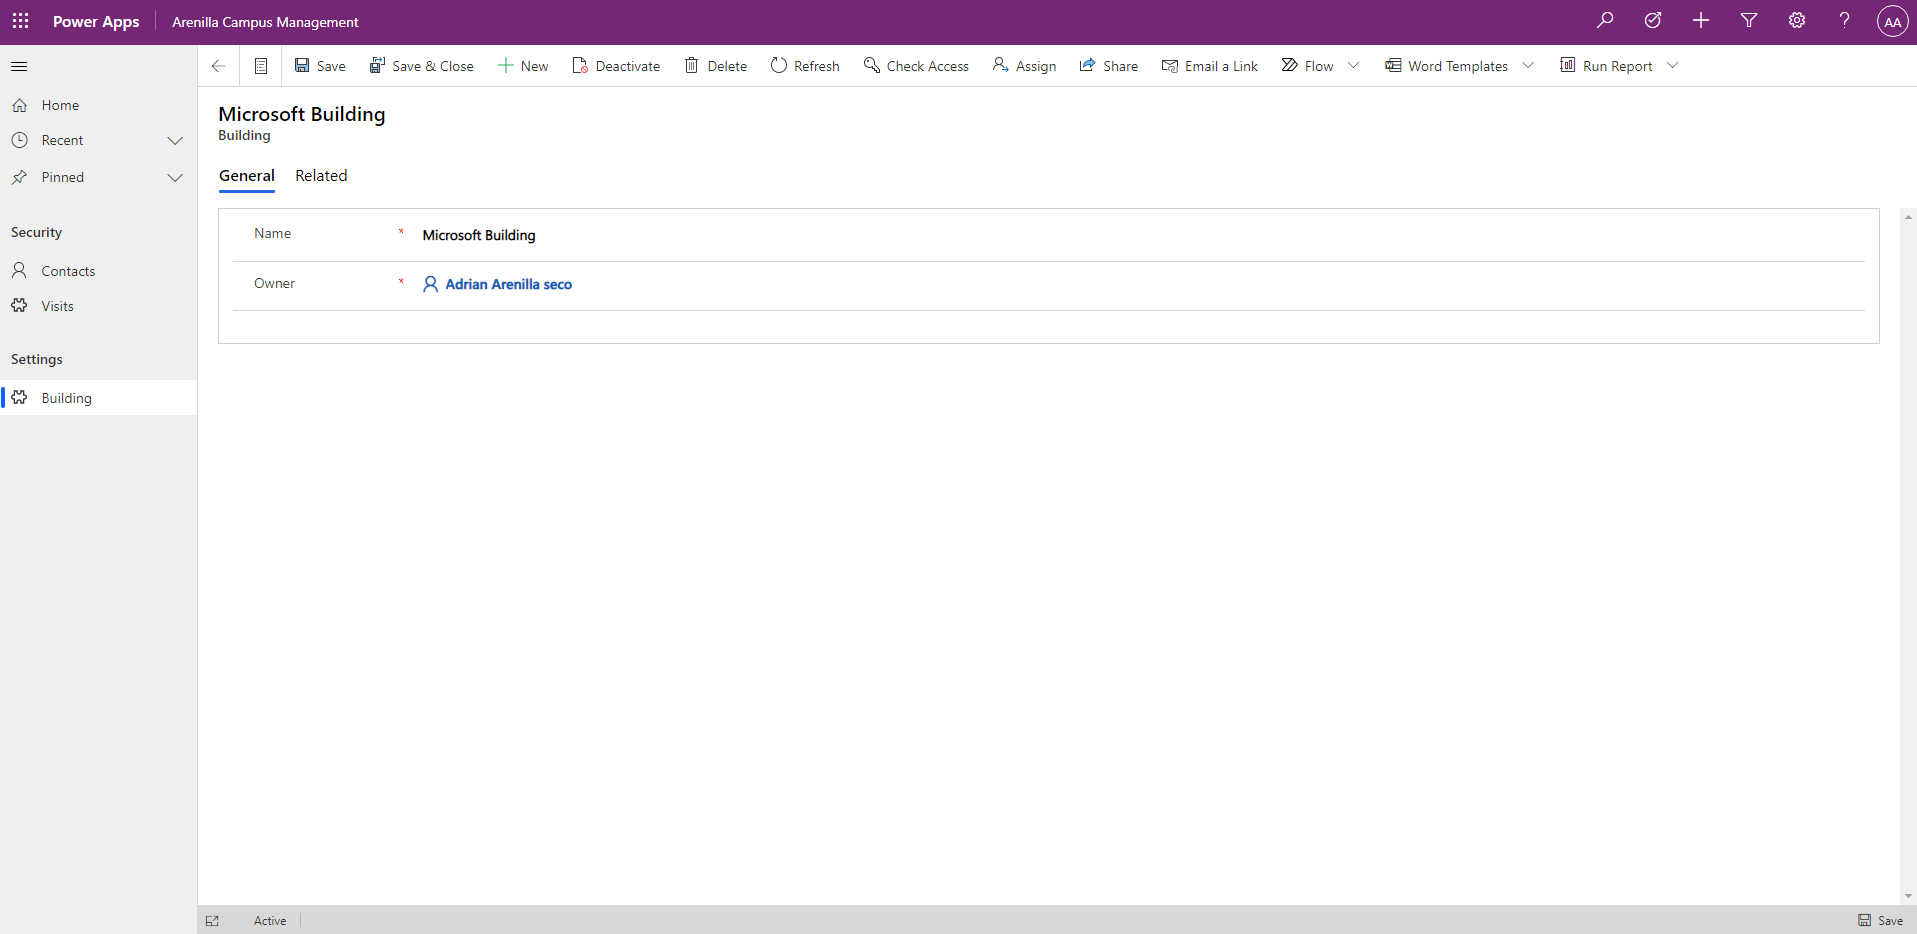 Power Apps Arenilla Campus Management AA
Save Save & Close New Deactivate Delete Refresh Check Access Assign Share Email a Link Flow Word Templates Run Report
Home
Recent
Pinned
Security
Contacts
Visits
Settings
Building
Microsoft Building
Building
General Related
Name * Microsoft Building
Owner * Adrian Arenilla seco
Active Save